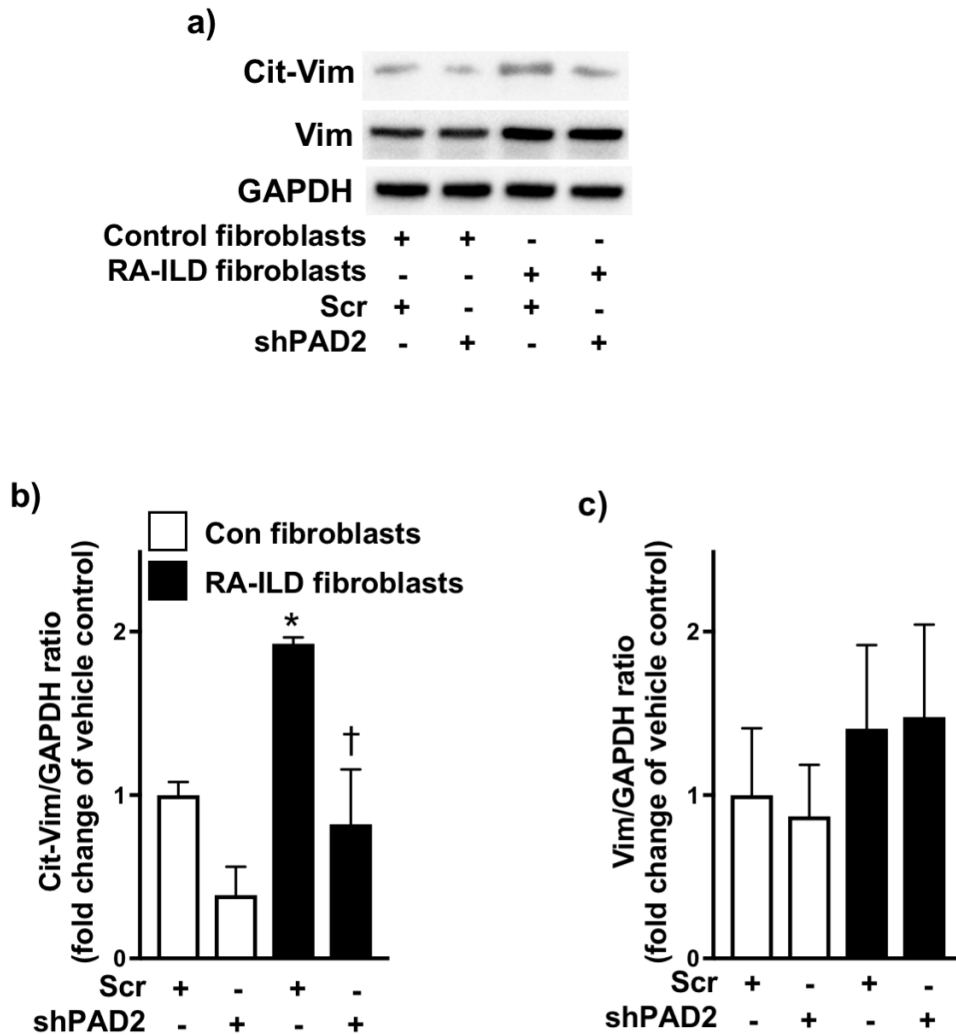 a)
Cit-Vim
Vim
GAPDH
Control fibroblasts + + - -
RA-ILD fibroblasts - - + +
Scr + - + -
shPAD2 - + - +
b)
Con fibroblasts
RA-ILD fibroblasts
Cit-Vim/GAPDH ratio
(fold change of vehicle control)
2
1
0
*
†
Scr + - + -
shPAD2 - + - +
c)
Vim/GAPDH ratio
(fold change of vehicle control)
2
1
0
Scr + - + -
shPAD2 - + - +